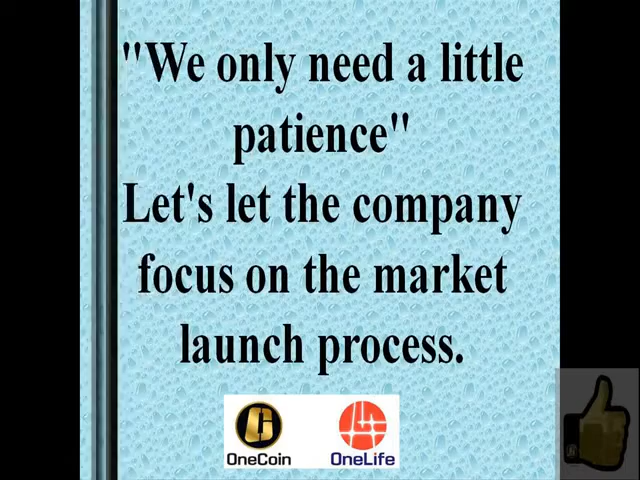 "We only need a little
patience"
Let's let the company
focus on the market
launch process.
OneCoin OneLife